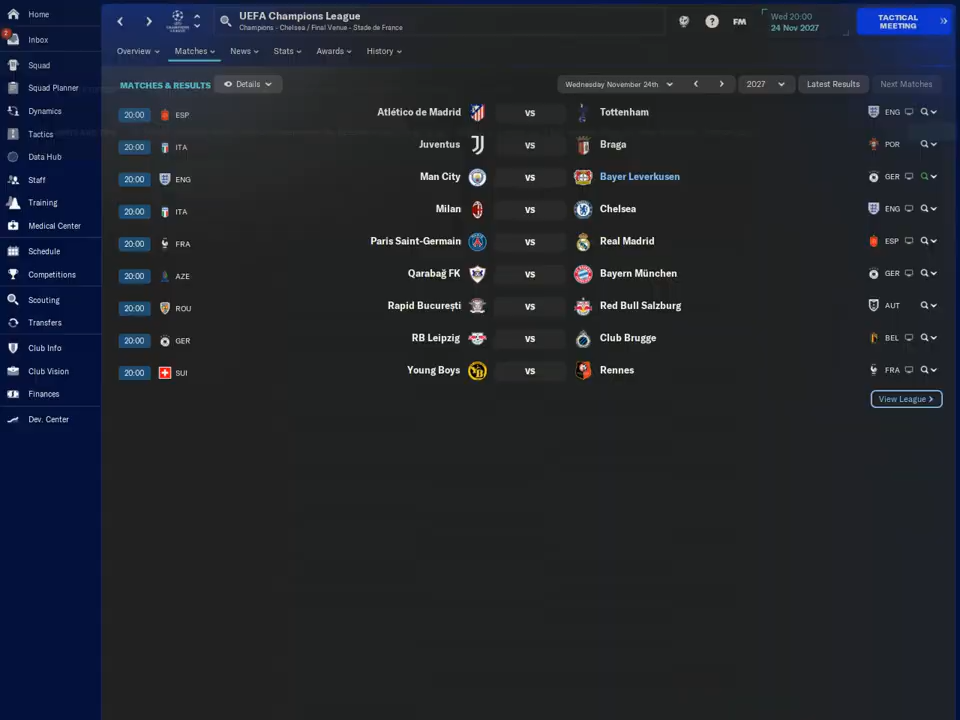 Home
2
Inbox
Squad
Squad Planner
Dynamics
Tactics
Data Hub
Staff
Training
Medical Center
Schedule
Competitions
Scouting
Transfers
Club Info
Club Vision
Finances
Dev. Center
UEFA Champions League
Champions - Chelsea / Final Venue - Stade de France
? FM
Wed 20:00
24 Nov 2027
TACTICAL MEETING
Overview Matches News Stats Awards History
MATCHES & RESULTS Details Wednesday November 24th 2027 Latest Results Next Matches
20:00 ESP Atlético de Madrid vs Tottenham ENG
20:00 ITA Juventus vs Braga POR
20:00 ENG Man City vs Bayer Leverkusen GER
20:00 ITA Milan vs Chelsea ENG
20:00 FRA Paris Saint-Germain vs Real Madrid ESP
20:00 AZE Qarabağ FK vs Bayern München GER
20:00 ROU Rapid Bucureşti vs Red Bull Salzburg AUT
20:00 GER RB Leipzig vs Club Brugge BEL
20:00 SUI Young Boys vs Rennes FRA
View League >